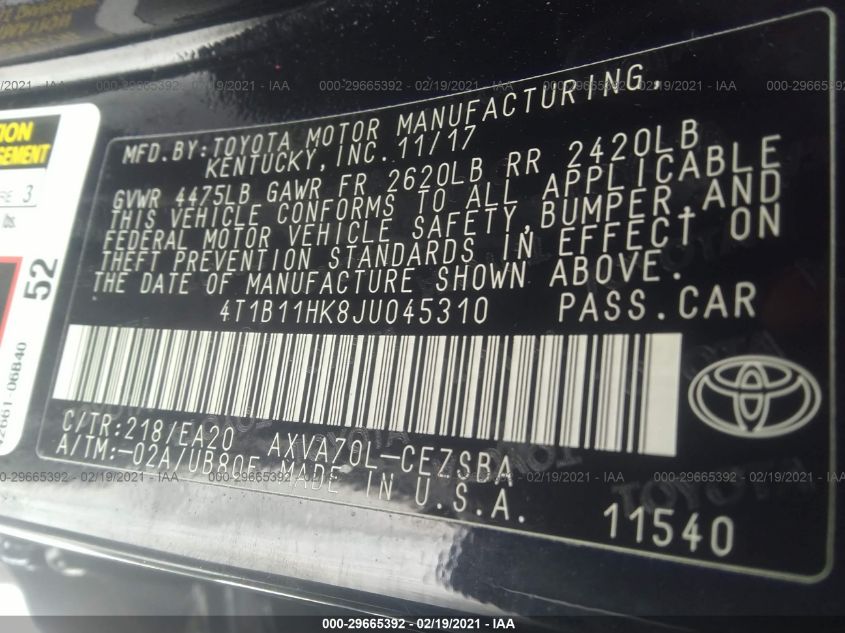 MFD.BY:TOYOTA MOTOR MANUFACTURING,
KENTUCKY, INC. 11/17
GVWR 4475LB GAWR FR 2620LB RR 2420LB
THIS VEHICLE CONFORMS TO ALL APPLICABLE
FEDERAL MOTOR VEHICLE SAFETY, BUMPER, AND
THEFT PREVENTION STANDARDS IN EFFECT ON
THE DATE OF MANUFACTURE SHOWN ABOVE.
4T1B11HK8JU045310 PASS.CAR
C/TR:218/EA20 AXVA70L-CEZSBA
A/TM:-02A/UB80E MADE IN U.S.A.
11540
3
lbs.
52
000-29665392 - 02/19/2021 - IAA